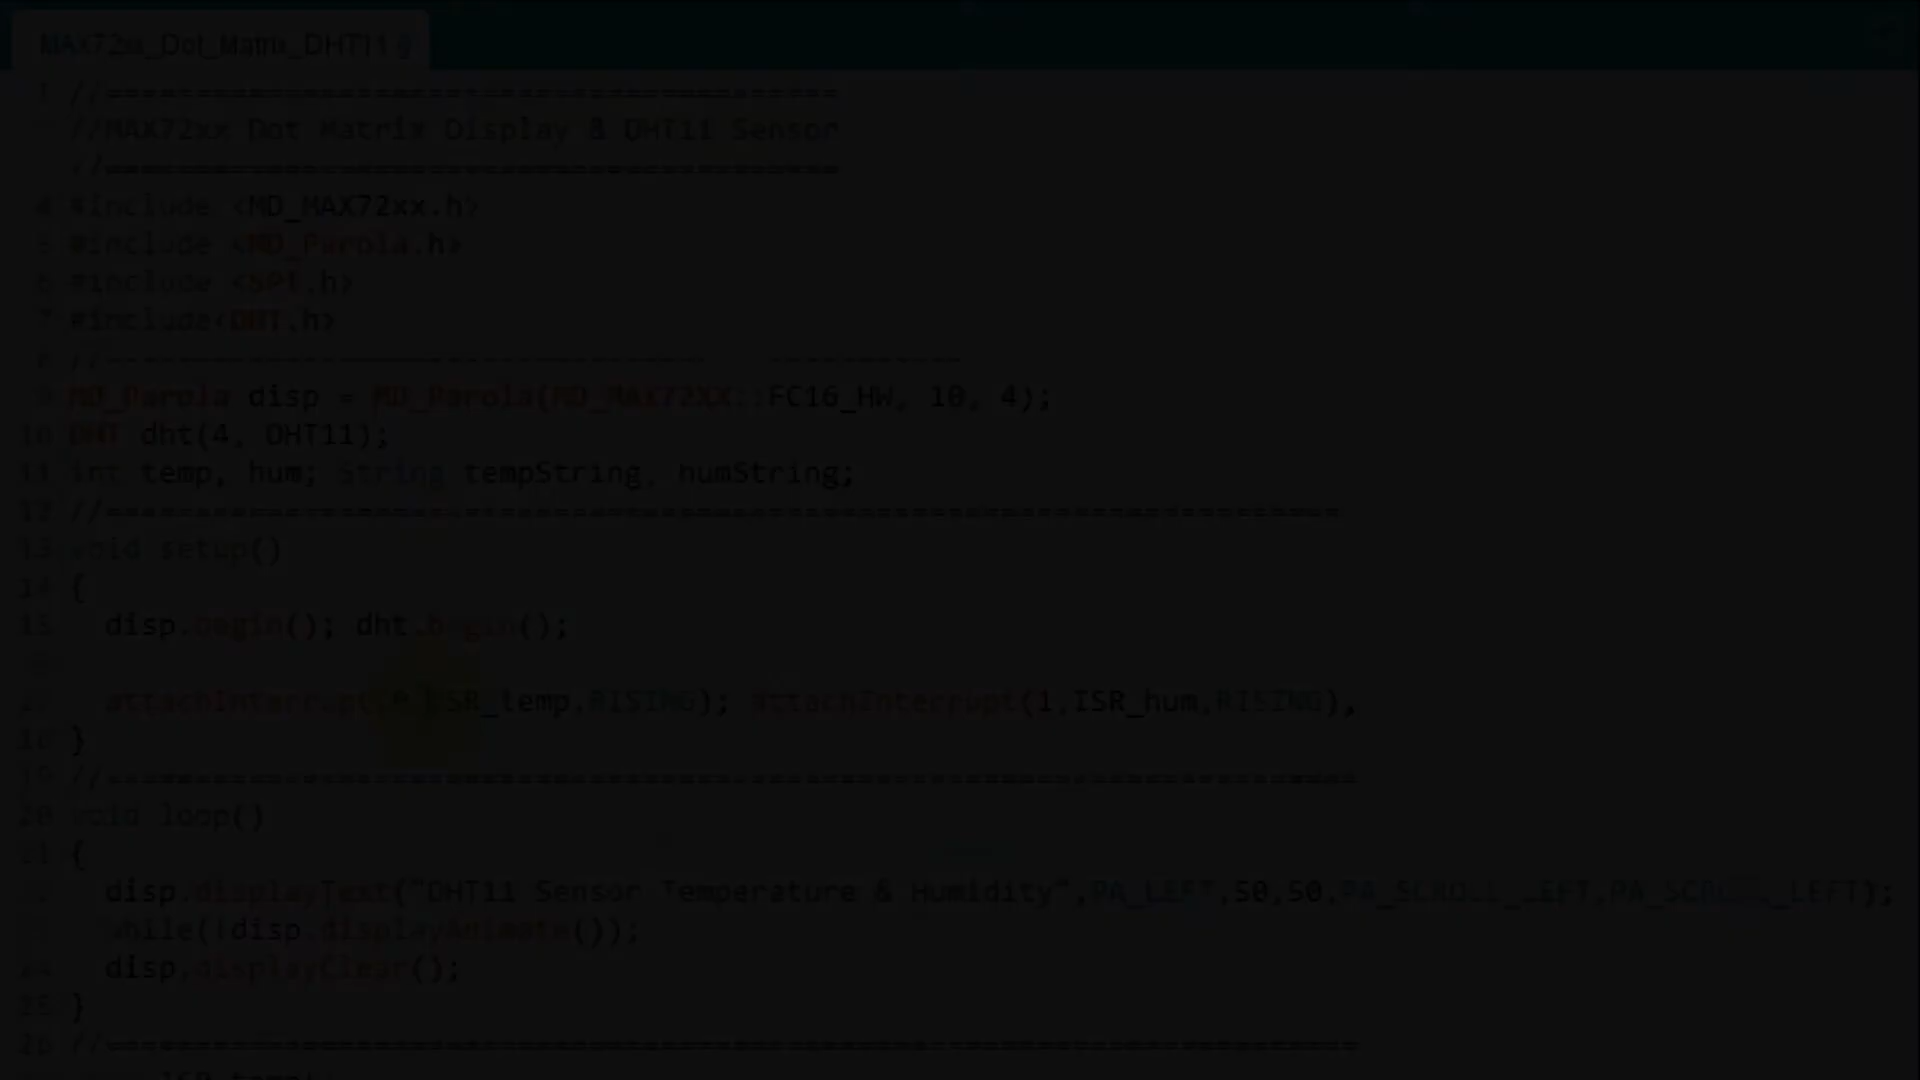 MAX72xx_Dot_Matrix_DHT11 §
1 //=========================================
//MAX72xx Dot Matrix Display & DHT11 Sensor
//=========================================
4 #include <MD_MAX72xx.h>
5 #include <MD_Parola.h>
6 #include <SPI.h>
7 #include<DHT.h>
8 //----------------------------------
9 MD_Parola disp = MD_Parola(MD_MAX72XX::FC16_HW, 10, 4);
10 DHT dht(4, DHT11);
11 int temp, hum; String tempString, humString;
12 //=====================================================================
13 void setup()
14 {
15 disp.begin(); dht.begin();
16
17 attachInterrupt(0,ISR_temp,RISING); attachInterrupt(1,ISR_hum,RISING);
18 }
19 //======================================================================
20 void loop()
21 {
22 disp.displayText("DHT11 Sensor Temperature & Humidity",PA_LEFT,50,50,PA_SCROLL_LEFT,PA_SCROLL_LEFT);
23 while(!disp.displayAnimate());
24 disp.displayClear();
25 }
26 //======================================================================